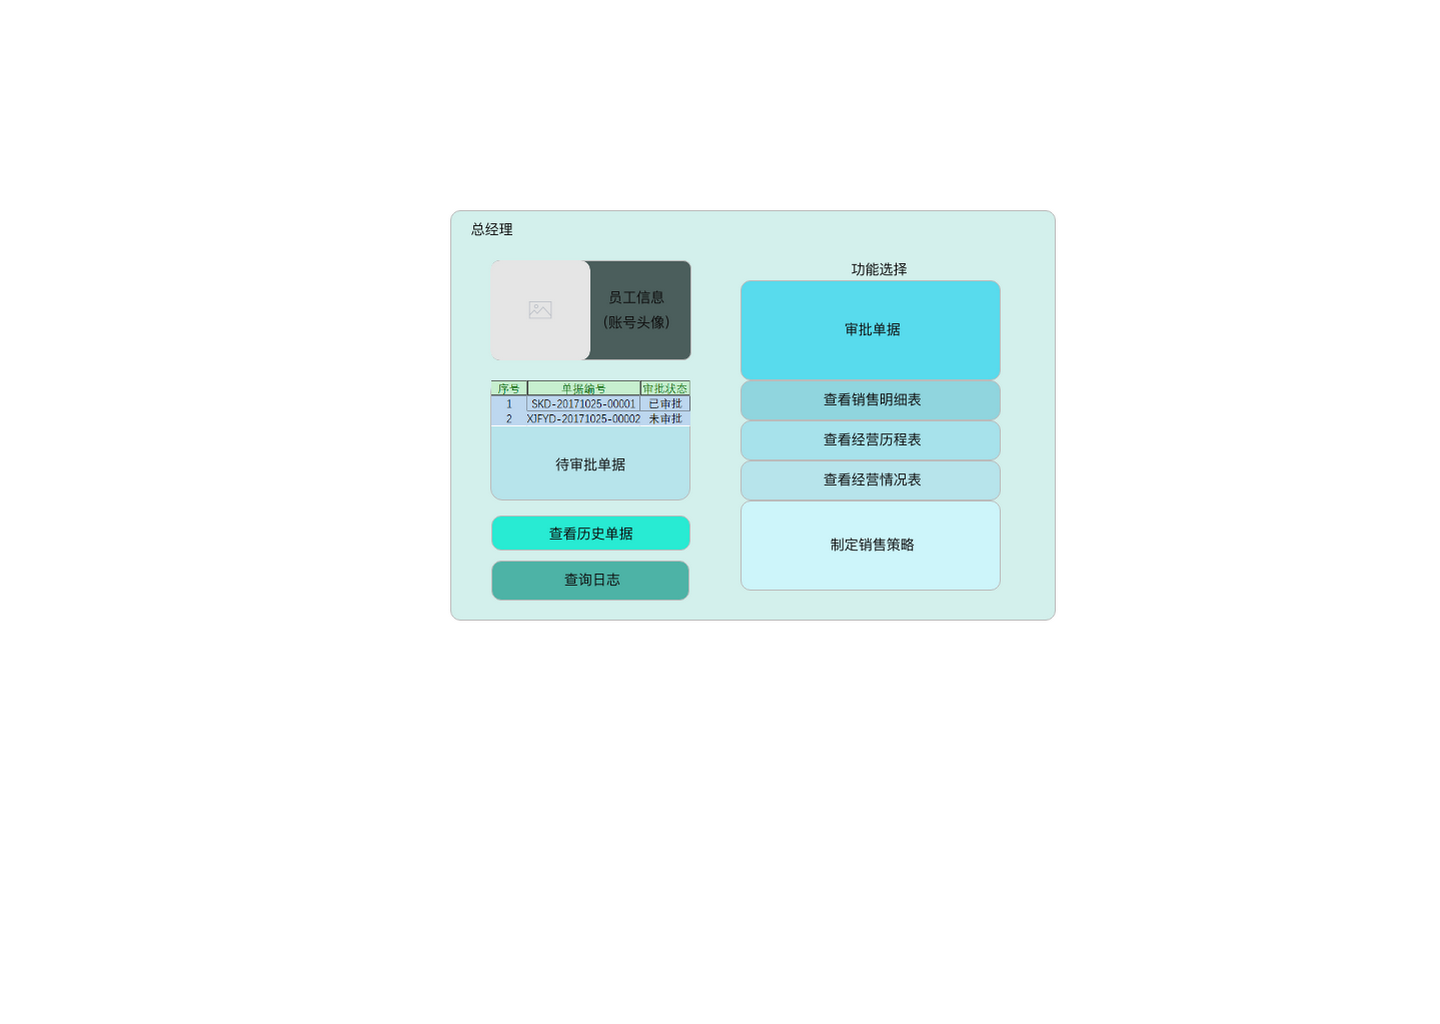 总经理
员工信息
(账号头像)
序号 单据编号 审批状态
1 SKD-20171025-00001 已审批
2 XJFYD-20171025-00002 未审批
待审批单据
查看历史单据
查询日志
功能选择
审批单据
查看销售明细表
查看经营历程表
查看经营情况表
制定销售策略